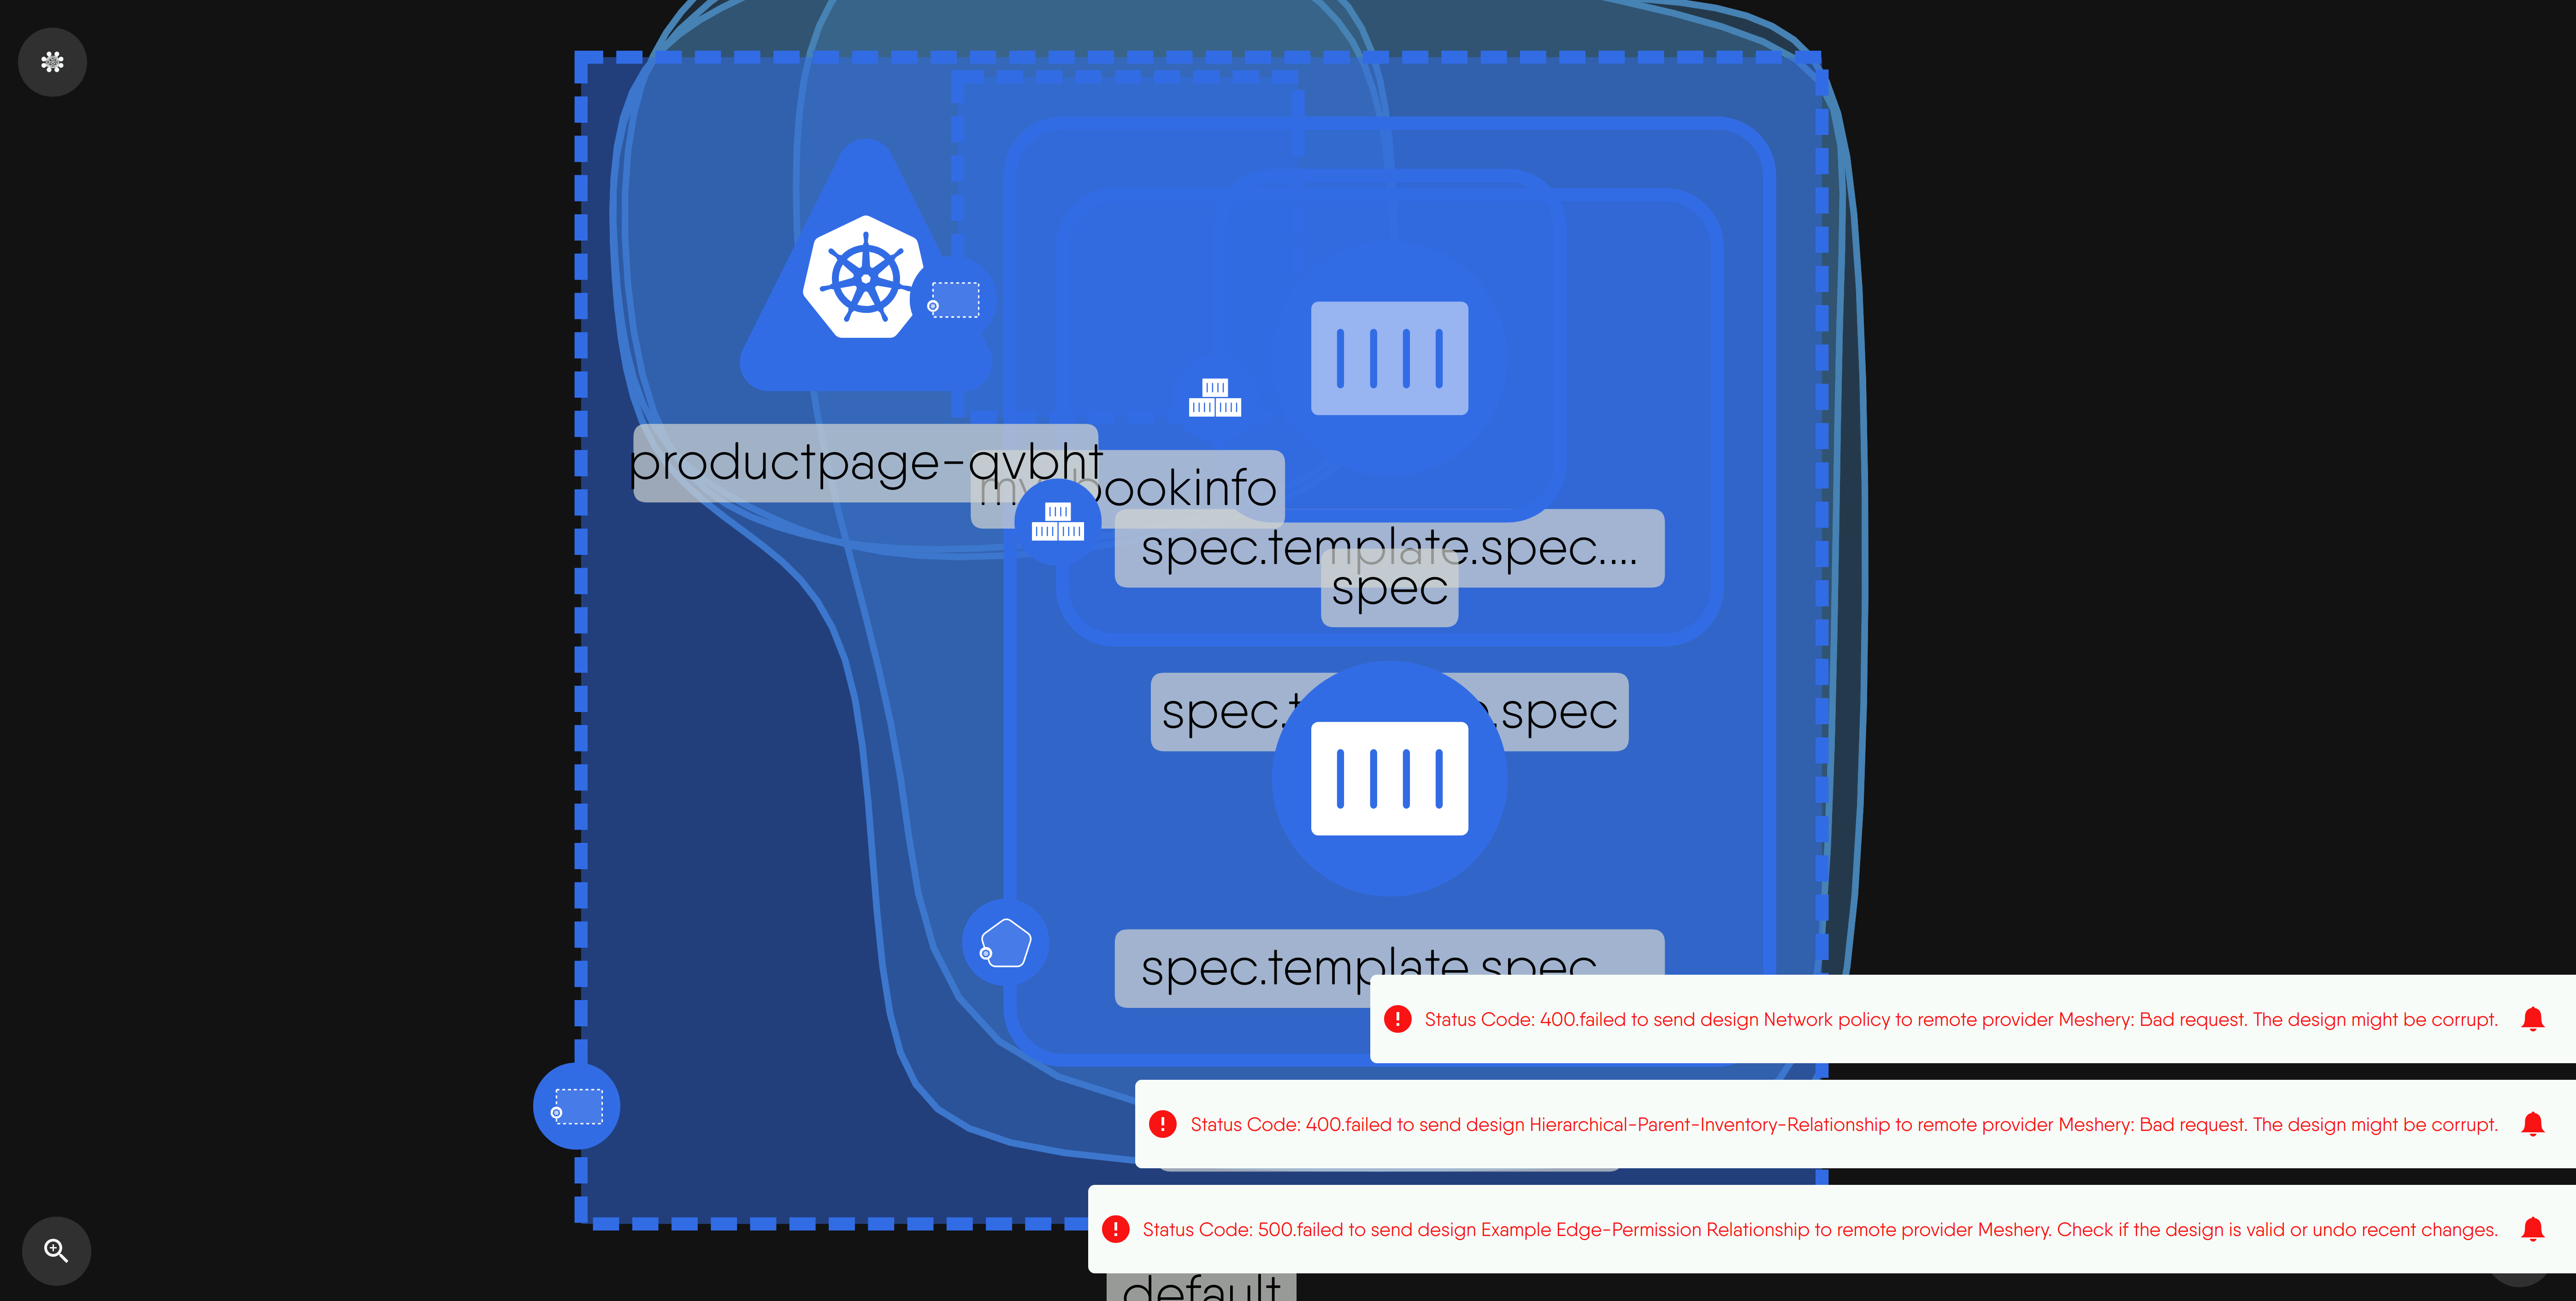 productpage-qvbht
my-bookinfo
spec.template.spec....
spec
spec.t .spec
spec.template.spec
Status Code: 400.failed to send design Network policy to remote provider Meshery: Bad request. The design might be corrupt.
Status Code: 400.failed to send design Hierarchical-Parent-Inventory-Relationship to remote provider Meshery: Bad request. The design might be corrupt.
Status Code: 500.failed to send design Example Edge-Permission Relationship to remote provider Meshery. Check if the design is valid or undo recent changes.
default